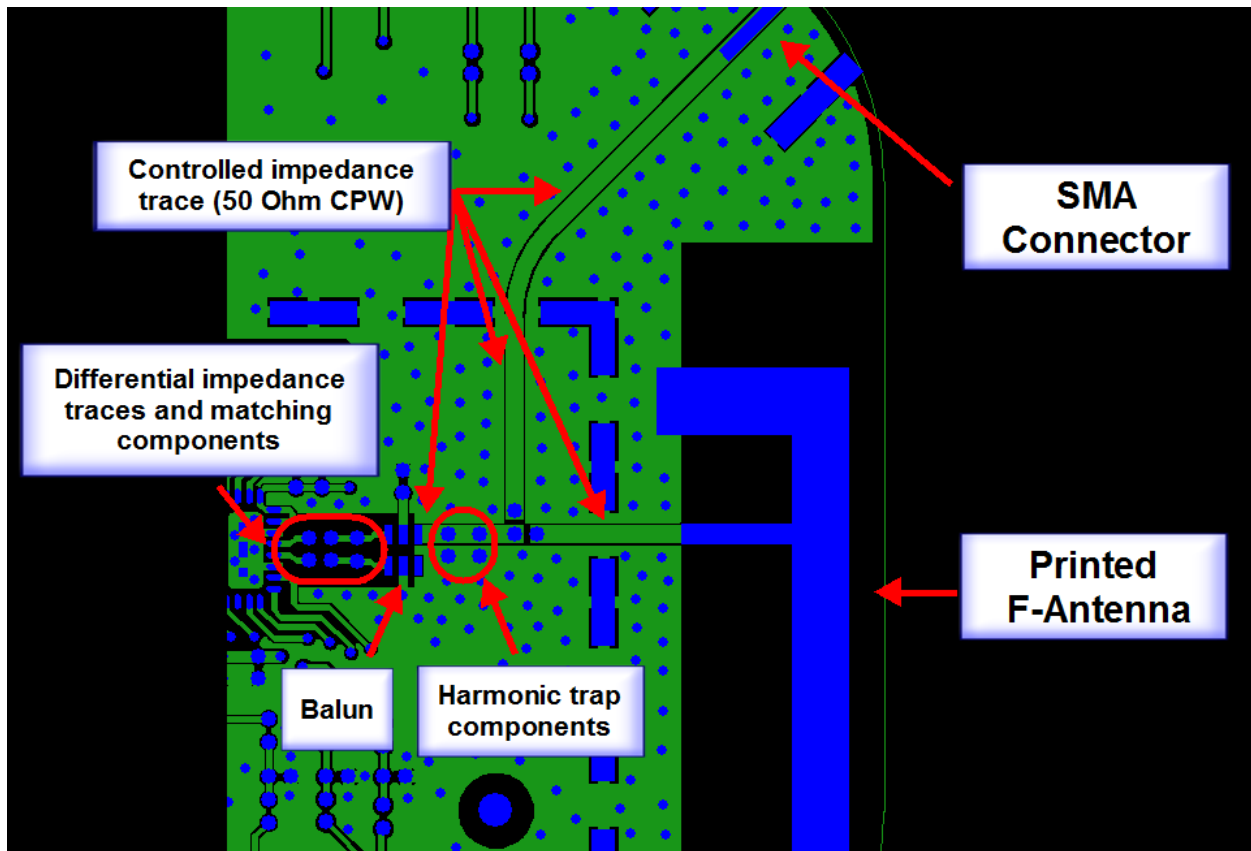 Controlled impedance
trace (50 Ohm CPW)
SMA
Connector
Differential impedance
traces and matching
components
Printed
F-Antenna
Balun
Harmonic trap
components